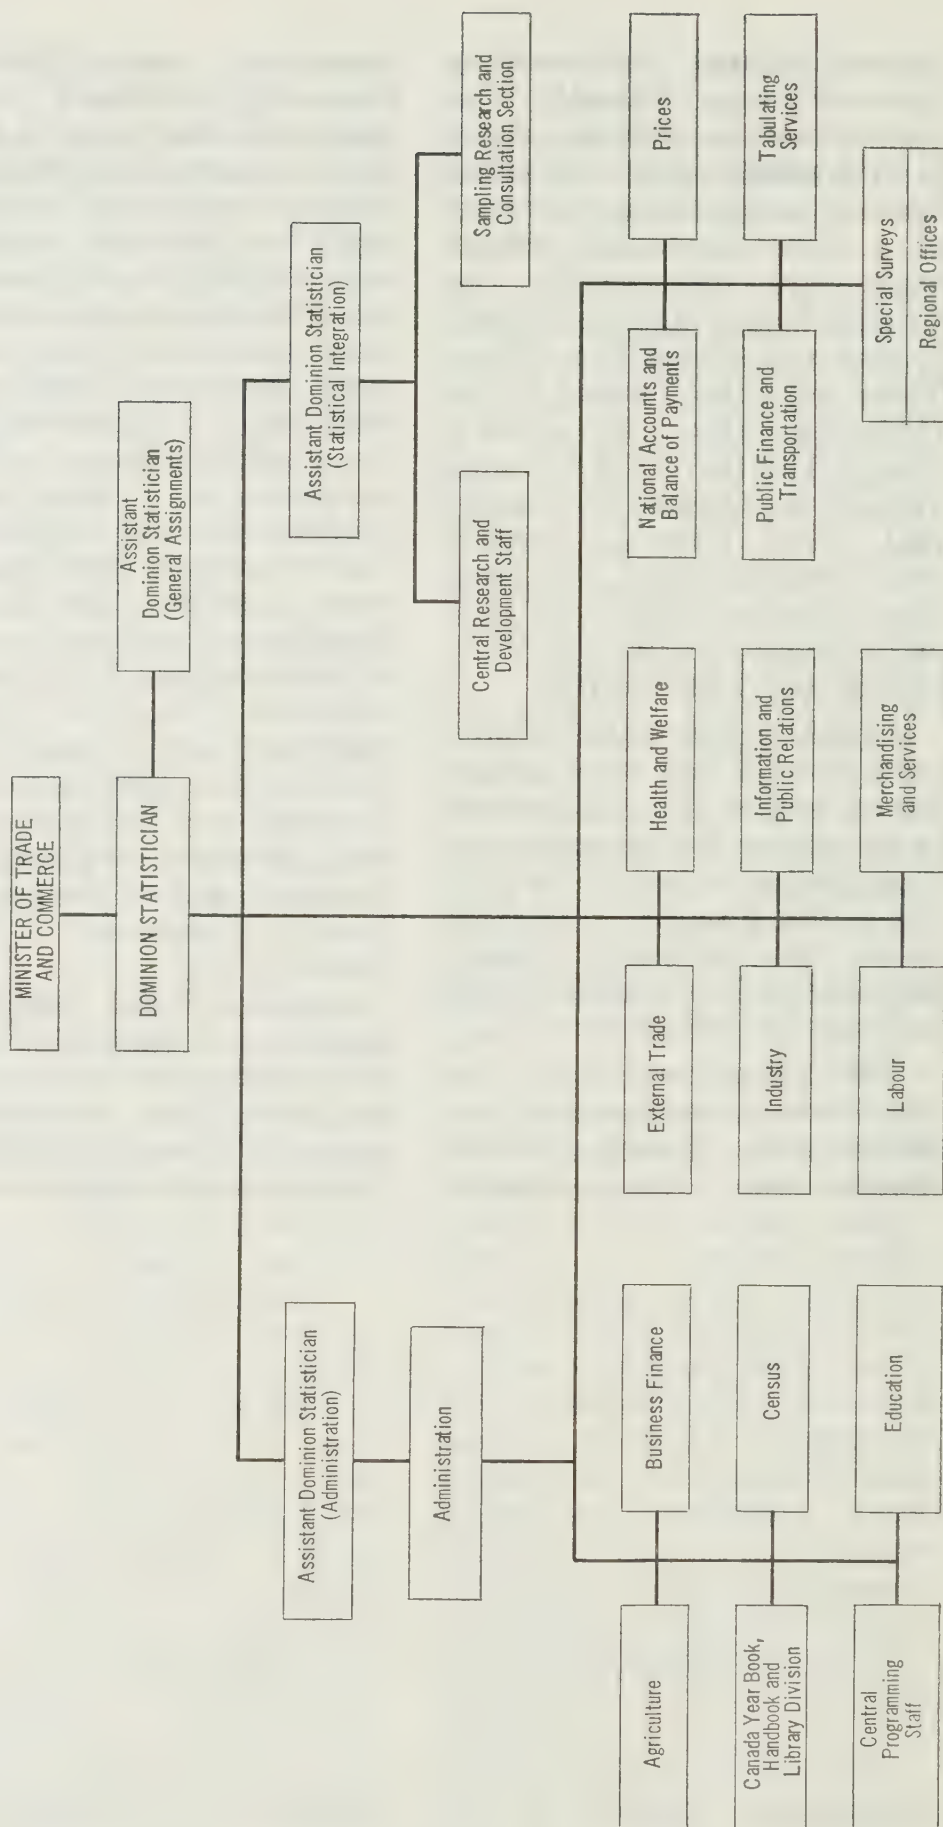 MINISTER OF TRADE
AND COMMERCE
DOMINION STATISTICIAN
Assistant
Dominion Statistician
(General Assignments)
Assistant Dominion Statistician
(Administration)
Administration
Assistant Dominion Statistician
(Statistical Integration)
Central Research and
Development Staff
Sampling Research and
Consultation Section
Agriculture
Business Finance
Canada Year Book,
Handbook and
Library Division
Census
Central
Programming
Staff
Education
External Trade
Health and Welfare
Industry
Information and
Public Relations
Labour
Merchandising
and Services
National Accounts and
Balance of Payments
Prices
Public Finance and
Transportation
Tabulating
Services
Special Surveys
Regional Offices